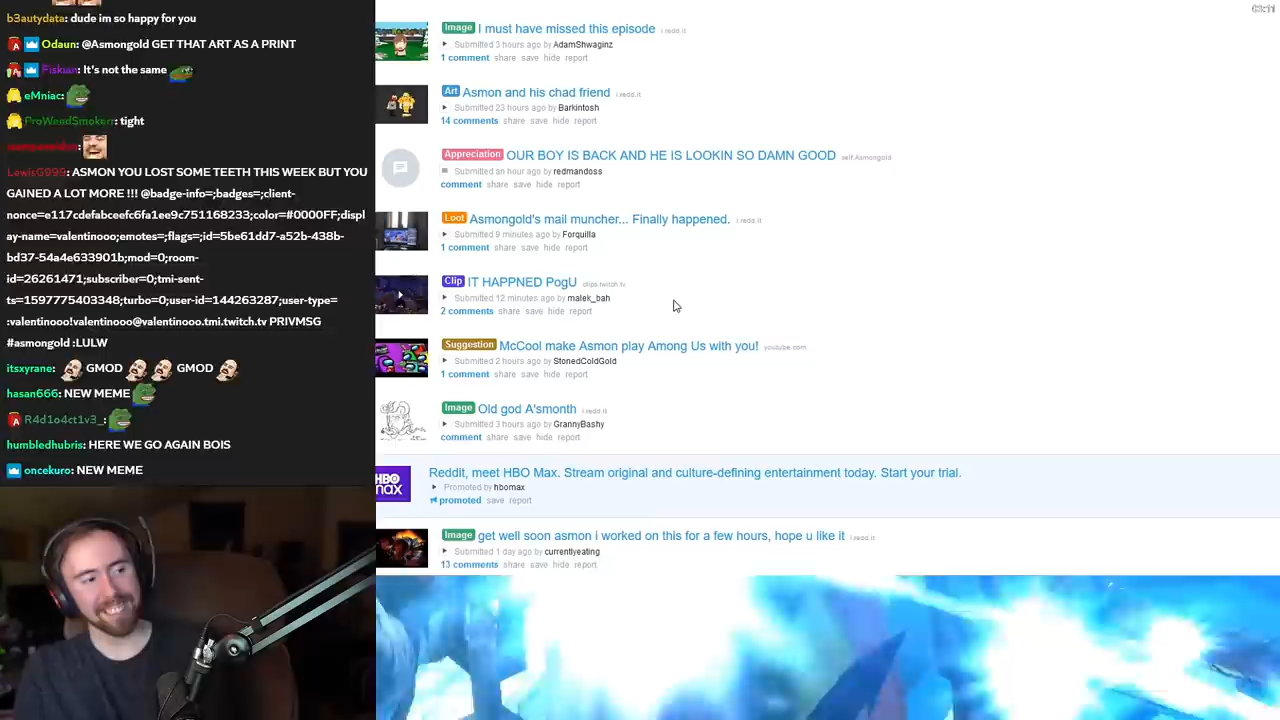 b3autydata: dude im so happy for you
Odaun: @Asmongold GET THAT ART AS A PRINT
Fiskuan: It's not the same
eMniac:
ProWeedSmoker: tight
LewisG999: ASMON YOU LOST SOME TEETH THIS WEEK BUT YOU
GAINED A LOT MORE !!! @badge-info=;badges=;client-
nonce=e117cdefabceefc6fa1ee9c751168233;color=#0000FF;displ
ay-name=valentinooo;emotes=;flags=;id=5be61dd7-a52b-438b-
bd37-54a4e633901b;mod=0;room-
id=26261471;subscriber=0;tmi-sent-
ts=1597775403348;turbo=0;user-id=144263287;user-type=
:valentinooo!valentinooo@valentinooo.tmi.twitch.tv PRIVMSG
#asmongold :LULW
itsxyrane: GMOD GMOD
hasan666: NEW MEME
R4d1o4ct1v3_:
humbledhubris: HERE WE GO AGAIN BOIS
oncekuro: NEW MEME
03:11
Image I must have missed this episode i.redd.it
Submitted 3 hours ago by AdamShwaginz
1 comment share save hide report
Art Asmon and his chad friend i.redd.it
Submitted 23 hours ago by Barkintosh
14 comments share save hide report
Appreciation OUR BOY IS BACK AND HE IS LOOKIN SO DAMN GOOD self.Asmongold
Submitted an hour ago by redmandoss
comment share save hide report
Loot Asmongold's mail muncher... Finally happened. i.redd.it
Submitted 9 minutes ago by Forquilla
1 comment share save hide report
Clip IT HAPPNED PogU clips.twitch.tv
Submitted 12 minutes ago by malek_bah
2 comments share save hide report
Suggestion McCool make Asmon play Among Us with you! youtube.com
Submitted 2 hours ago by StonedColdGold
1 comment share save hide report
Image Old god A'smonth i.redd.it
Submitted 3 hours ago by GrannyBashy
comment share save hide report
HBO
max
Reddit, meet HBO Max. Stream original and culture-defining entertainment today. Start your trial.
Promoted by hbomax
promoted save report
Image get well soon asmon i worked on this for a few hours, hope u like it i.redd.it
Submitted 1 day ago by currentlyeating
13 comments share save hide report